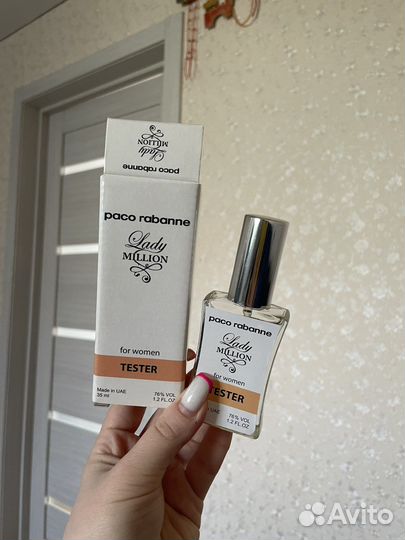 paco rabanne
Lady
MILLION
paco rabanne
Lady
MILLION
for women
TESTER
Made in UAE
35 ml
76% VOL
1.2 FL.OZ
paco rabanne
Lady
MILLION
for women
TESTER
UAE
76% VOL
1.2 FL.OZ
Avito